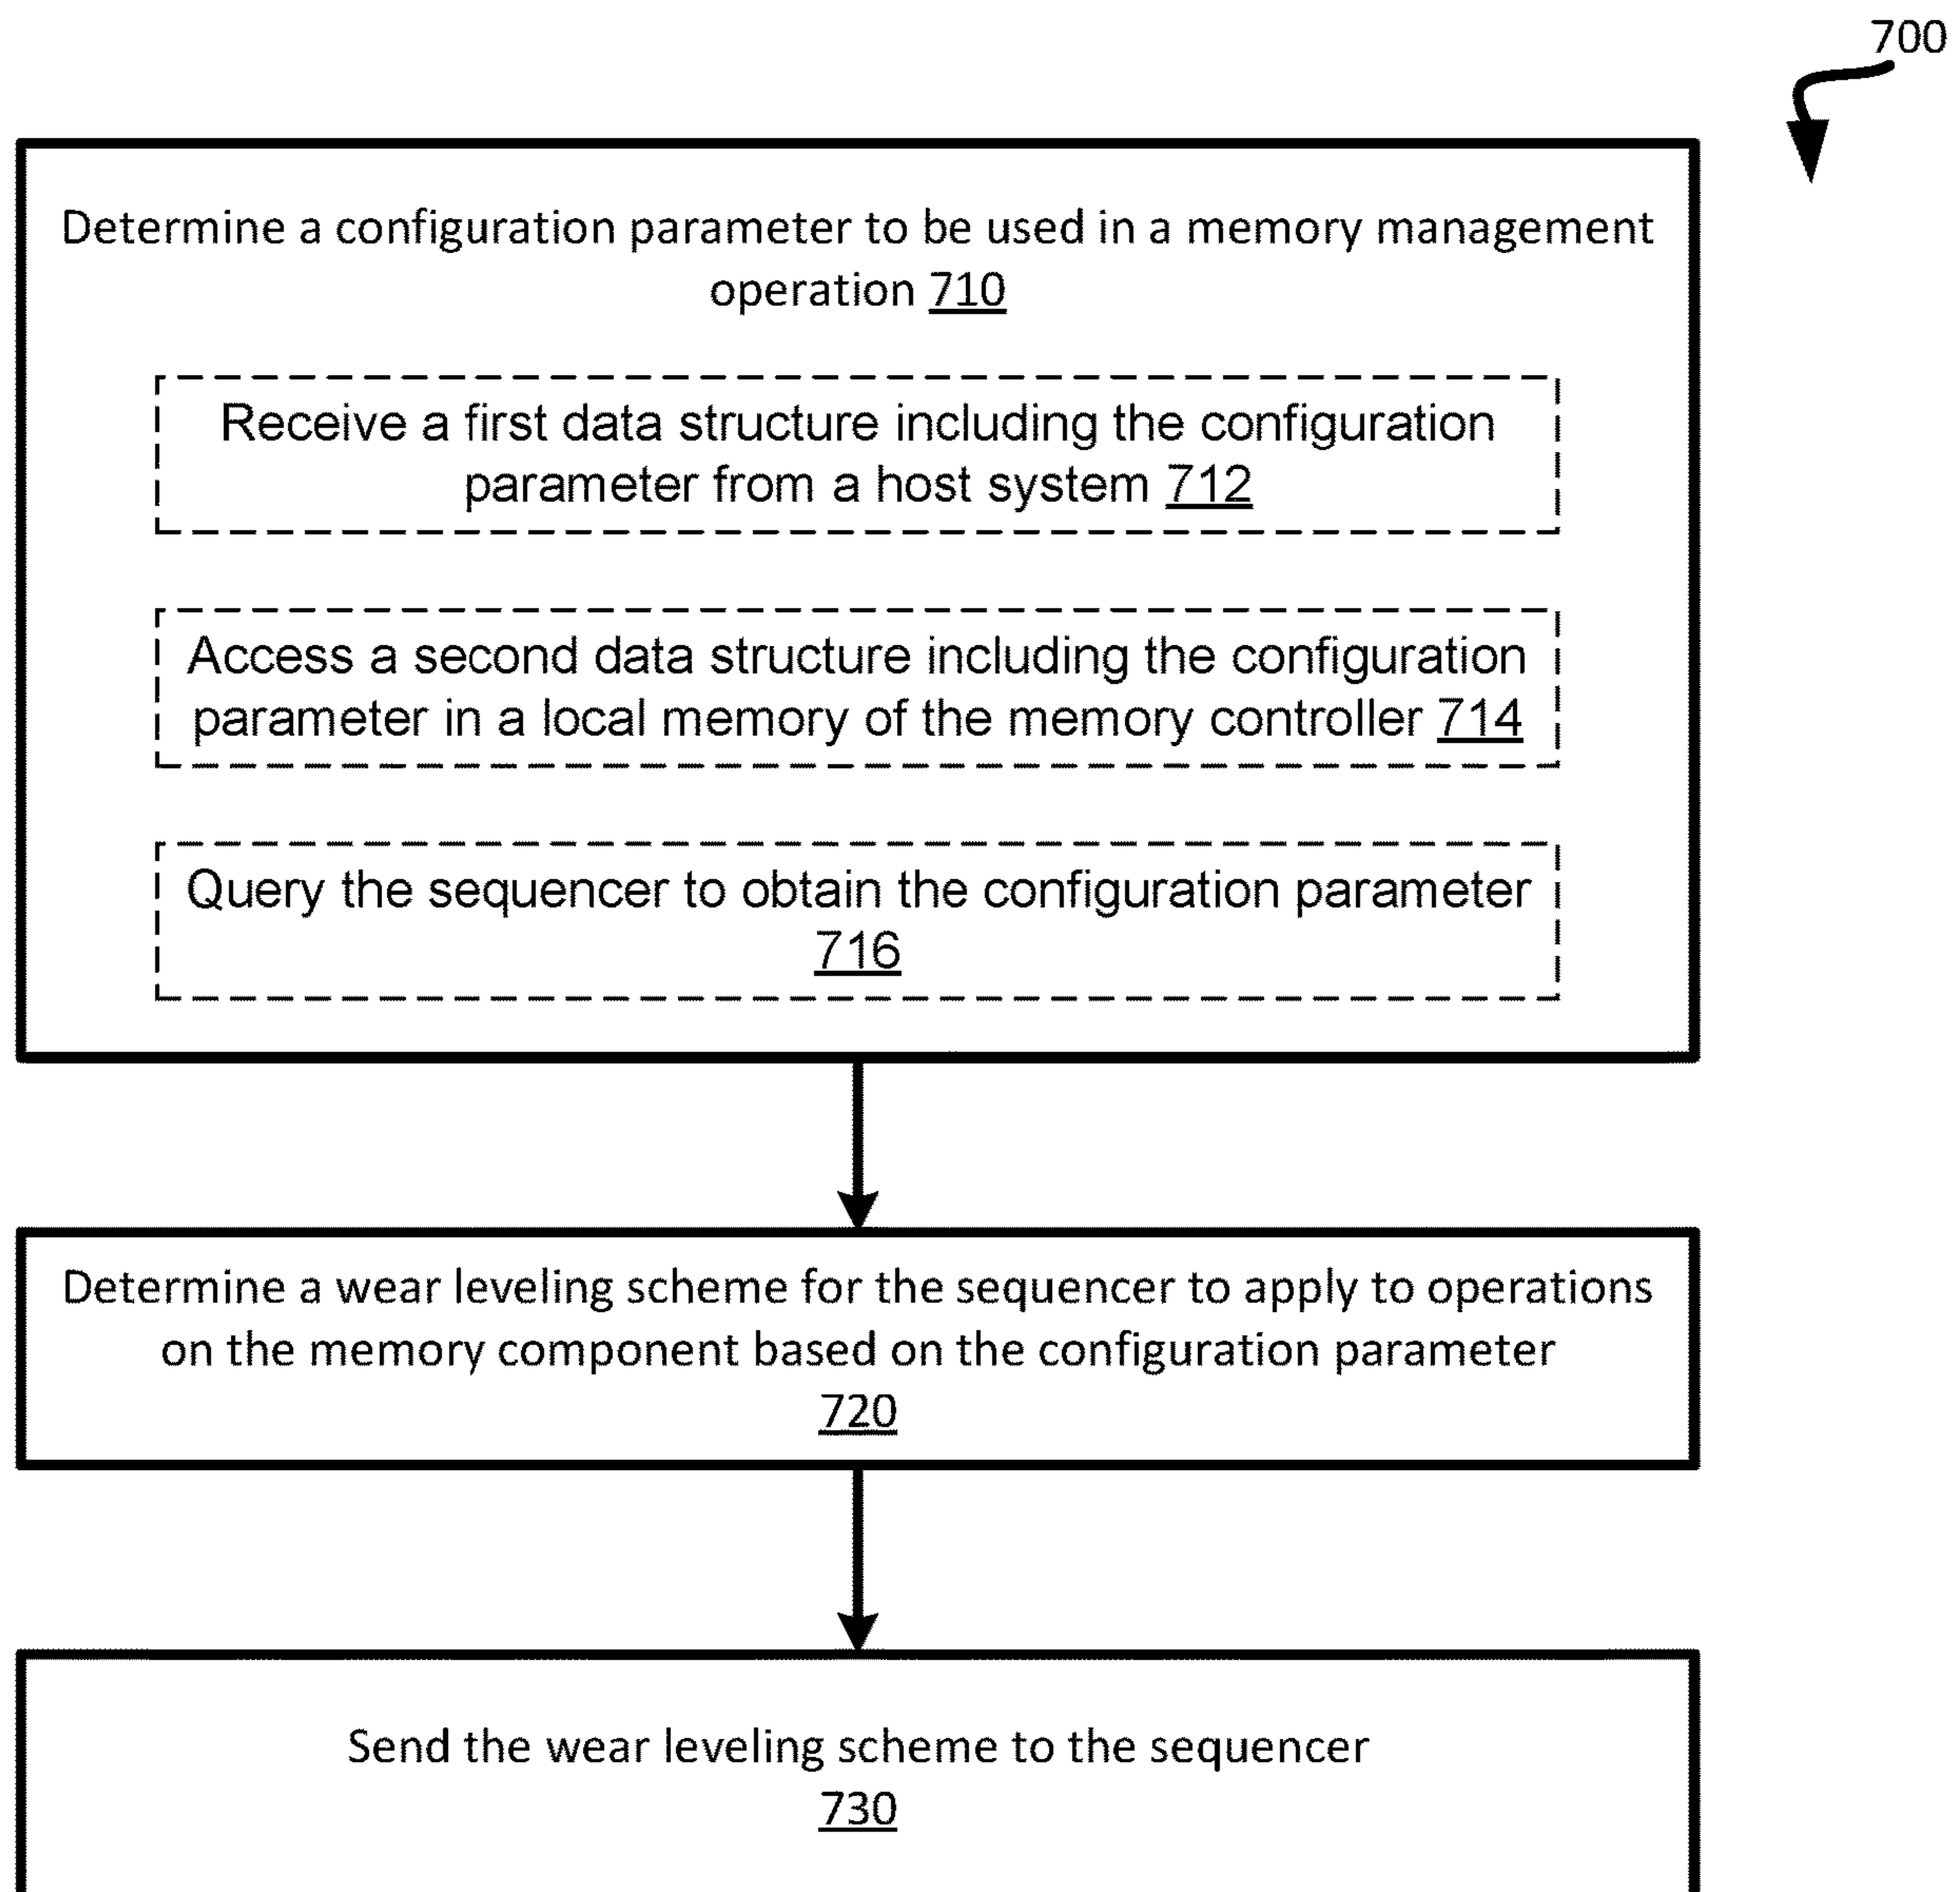 700
Determine a configuration parameter to be used in a memory management
operation 710
Receive a first data structure including the configuration
parameter from a host system 712
Access a second data structure including the configuration
parameter in a local memory of the memory controller 714
Query the sequencer to obtain the configuration parameter
716
Determine a wear leveling scheme for the sequencer to apply to operations
on the memory component based on the configuration parameter
720
Send the wear leveling scheme to the sequencer
730